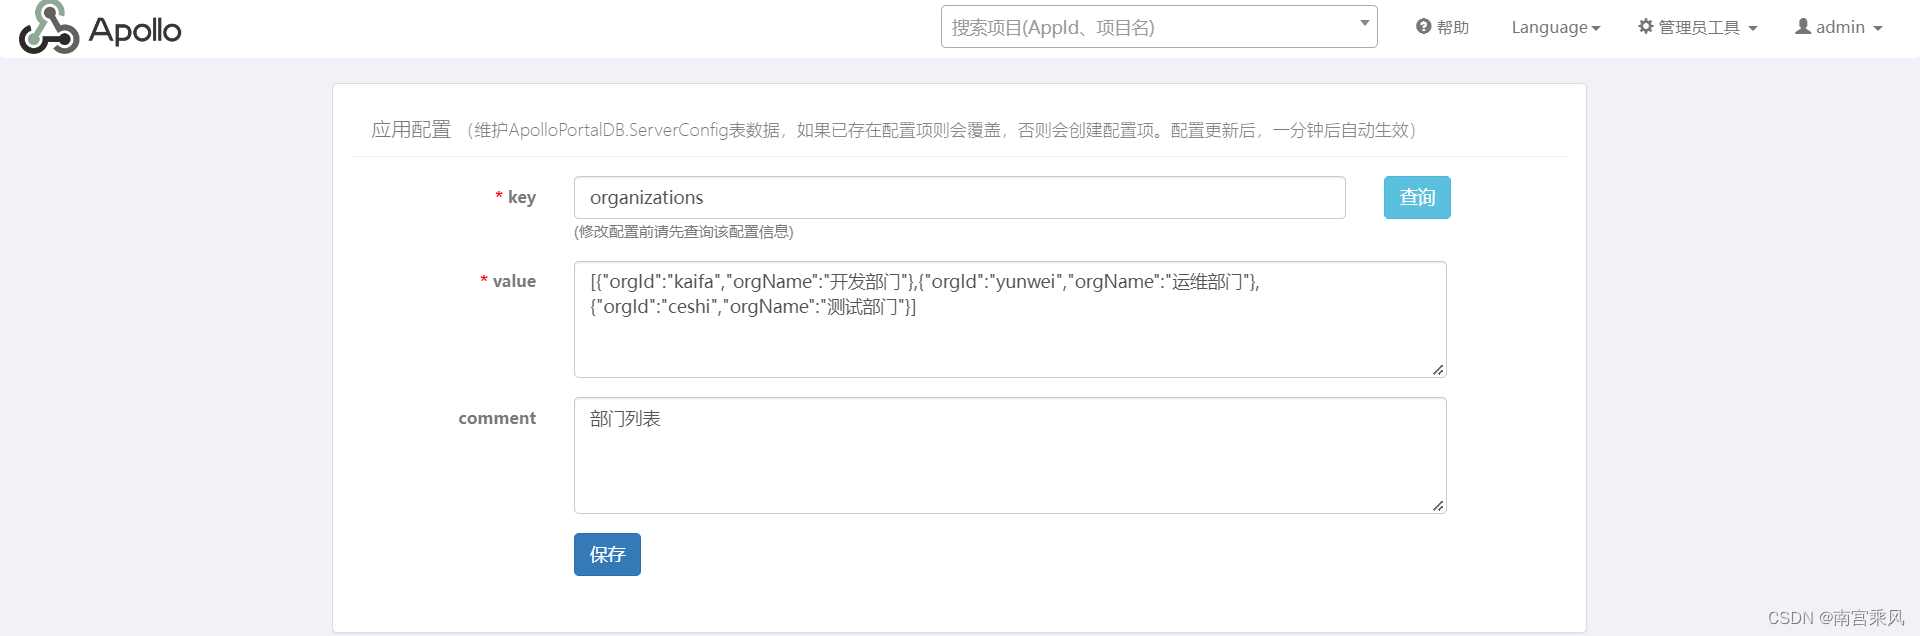 Apollo
搜索项目(AppId、项目名)
帮助
Language
管理员工具
admin
应用配置 （维护ApolloPortalDB.ServerConfig表数据，如果已存在配置项则会覆盖，否则会创建配置项。配置更新后，一分钟后自动生效）
* key
organizations
查询
(修改配置前请先查询该配置信息)
* value
[{"orgId":"kaifa","orgName":"开发部门"},{"orgId":"yunwei","orgName":"运维部门"},
{"orgId":"ceshi","orgName":"测试部门"}]
comment
部门列表
保存
CSDN @南宫乘风